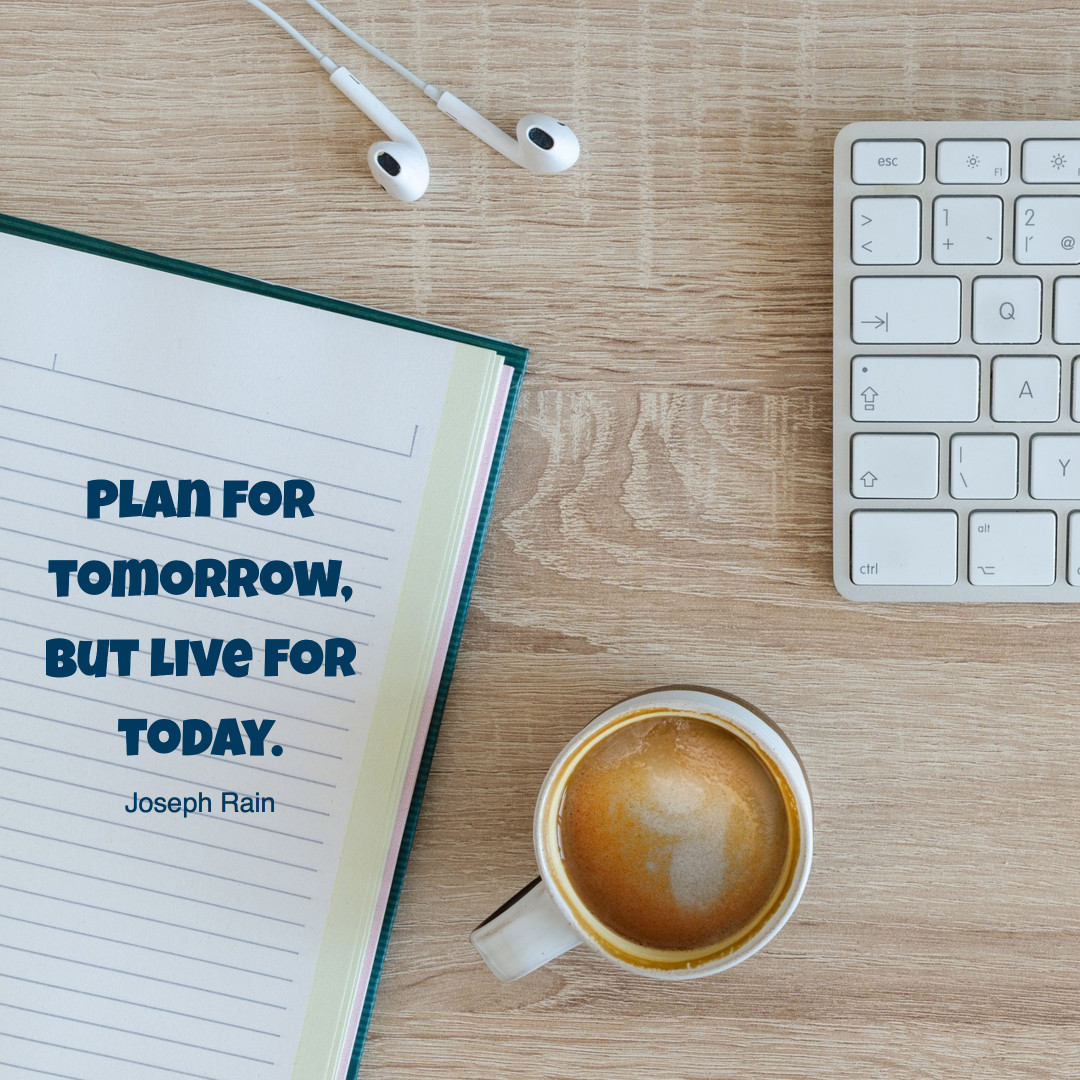 PLAN FOR
TOMORROW,
BUT LIVE FOR
TODAY.
Joseph Rain
esc
F1
> 1 2
< + ` @
Q
A
| 
\ Y
alt
ctrl